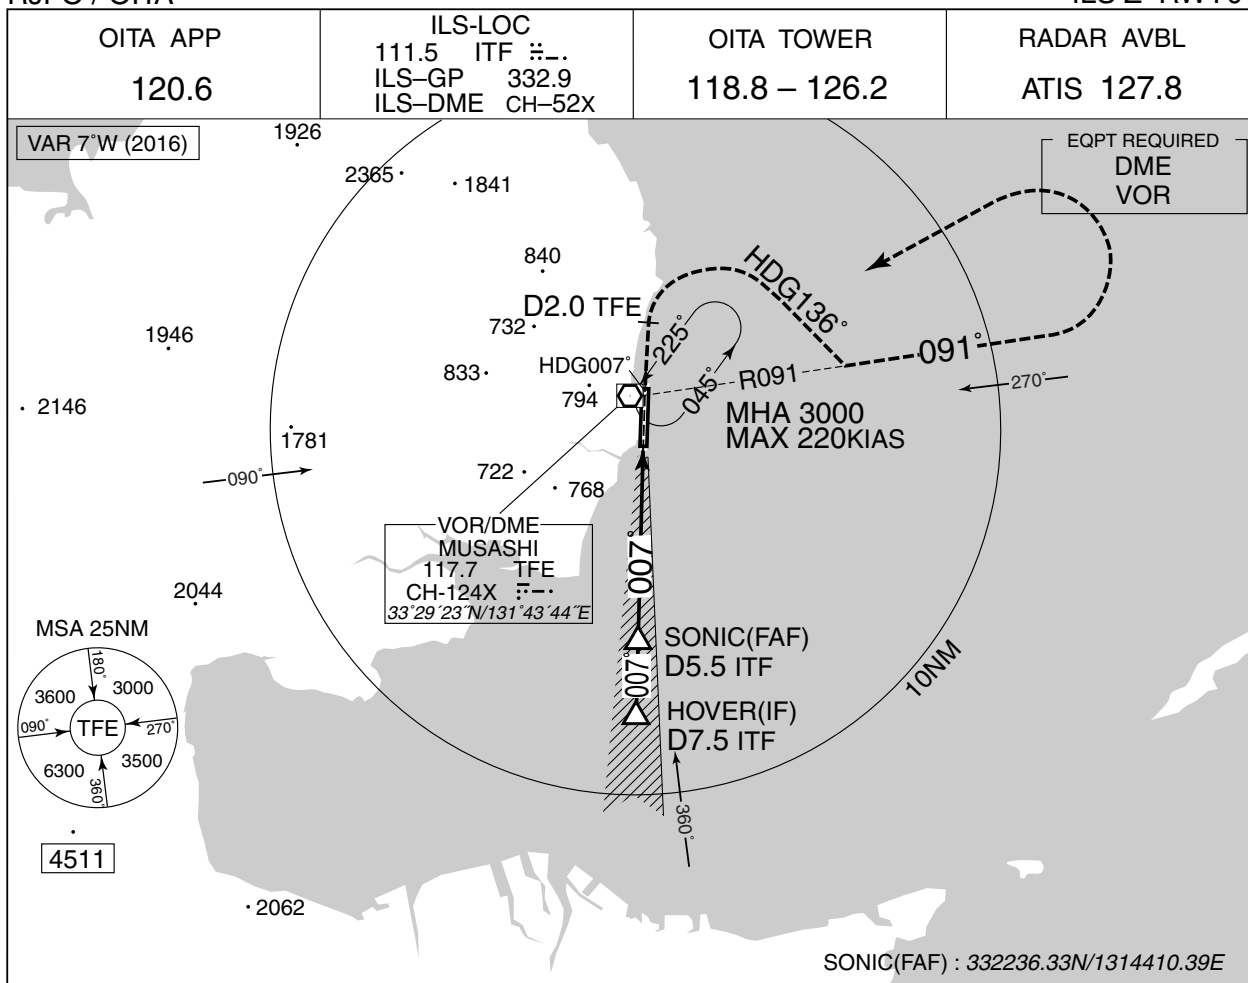 OITA APP
120.6
ILS-LOC
111.5 ITF
ILS–GP 332.9
ILS–DME CH–52X
OITA TOWER
118.8 – 126.2
RADAR AVBL
ATIS 127.8
VAR 7°W (2016)
EQPT REQUIRED
DME
VOR
1926
2365
1841
840
D2.0 TFE
732
1946
HDG007°
833
794
2146
1781
090°
722
768
HDG136°
225°
045°
R091
091°
270°
MHA 3000
MAX 220KIAS
VOR/DME
MUSASHI
117.7 TFE
CH-124X
33°29´23˝N/131°43´44˝E
2044
007°
SONIC(FAF)
D5.5 ITF
007°
HOVER(IF)
D7.5 ITF
10NM
360°
MSA 25NM
180°
3600
3000
090°
TFE
270°
6300
3500
360°
4511
2062
SONIC(FAF) : 332236.33N/1314410.39E